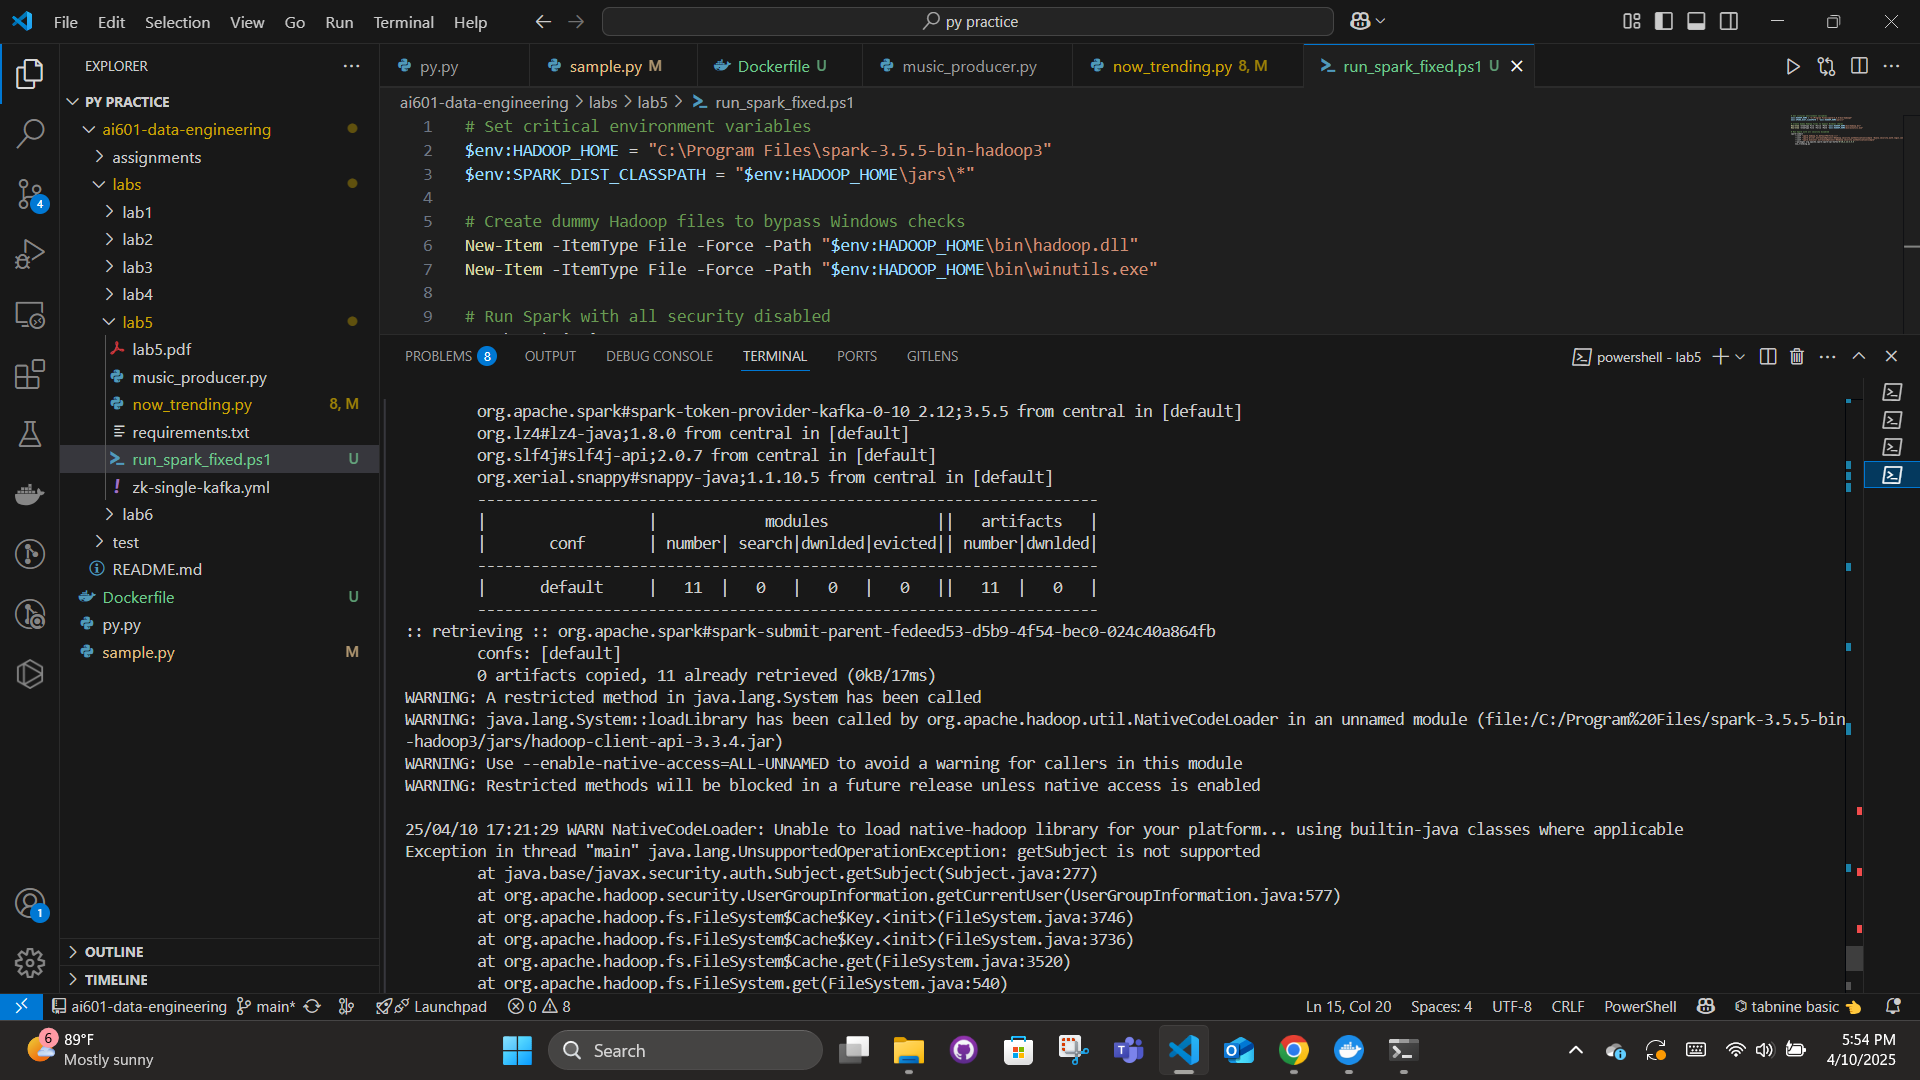 File Edit Selection View Go Run Terminal Help
py practice
EXPLORER
py.py
sample.py M
Dockerfile U
music_producer.py
now_trending.py 8, M
run_spark_fixed.ps1 U
PY PRACTICE
ai601-data-engineering
assignments
labs
lab1
lab2
lab3
lab4
lab5
lab5.pdf
music_producer.py
now_trending.py 8, M
requirements.txt
run_spark_fixed.ps1 U
zk-single-kafka.yml
lab6
test
README.md
Dockerfile U
py.py
sample.py M
OUTLINE
TIMELINE
4
1
ai601-data-engineering > labs > lab5 > run_spark_fixed.ps1
1 # Set critical environment variables
2 $env:HADOOP_HOME = "C:\Program Files\spark-3.5.5-bin-hadoop3"
3 $env:SPARK_DIST_CLASSPATH = "$env:HADOOP_HOME\jars\*"
4
5 # Create dummy Hadoop files to bypass Windows checks
6 New-Item -ItemType File -Force -Path "$env:HADOOP_HOME\bin\hadoop.dll"
7 New-Item -ItemType File -Force -Path "$env:HADOOP_HOME\bin\winutils.exe"
8
9 # Run Spark with all security disabled
PROBLEMS 8 OUTPUT DEBUG CONSOLE TERMINAL PORTS GITLENS
powershell - lab5
org.apache.spark#spark-token-provider-kafka-0-10_2.12;3.5.5 from central in [default]
org.lz4#lz4-java;1.8.0 from central in [default]
org.slf4j#slf4j-api;2.0.7 from central in [default]
org.xerial.snappy#snappy-java;1.1.10.5 from central in [default]
---------------------------------------------------------------------
|                  |            modules            ||   artifacts   |
|       conf       | number| search|dwnlded|evicted|| number|dwnlded|
---------------------------------------------------------------------
|      default     |   11  |   0   |   0   |   0   ||   11  |   0   |
---------------------------------------------------------------------
:: retrieving :: org.apache.spark#spark-submit-parent-fedeed53-d5b9-4f54-bec0-024c40a864fb
confs: [default]
0 artifacts copied, 11 already retrieved (0kB/17ms)
WARNING: A restricted method in java.lang.System has been called
WARNING: java.lang.System::loadLibrary has been called by org.apache.hadoop.util.NativeCodeLoader in an unnamed module (file:/C:/Program%20Files/spark-3.5.5-bin
-hadoop3/jars/hadoop-client-api-3.3.4.jar)
WARNING: Use --enable-native-access=ALL-UNNAMED to avoid a warning for callers in this module
WARNING: Restricted methods will be blocked in a future release unless native access is enabled
25/04/10 17:21:29 WARN NativeCodeLoader: Unable to load native-hadoop library for your platform... using builtin-java classes where applicable
Exception in thread "main" java.lang.UnsupportedOperationException: getSubject is not supported
at java.base/javax.security.auth.Subject.getSubject(Subject.java:277)
at org.apache.hadoop.security.UserGroupInformation.getCurrentUser(UserGroupInformation.java:577)
at org.apache.hadoop.fs.FileSystem$Cache$Key.<init>(FileSystem.java:3746)
at org.apache.hadoop.fs.FileSystem$Cache$Key.<init>(FileSystem.java:3736)
at org.apache.hadoop.fs.FileSystem$Cache.get(FileSystem.java:3520)
at org.apache.hadoop.fs.FileSystem.get(FileSystem.java:540)
ai601-data-engineering main* Launchpad 0 8
Ln 15, Col 20 Spaces: 4 UTF-8 CRLF PowerShell tabnine basic
6
89°F
Mostly sunny
Search
5:54 PM
4/10/2025